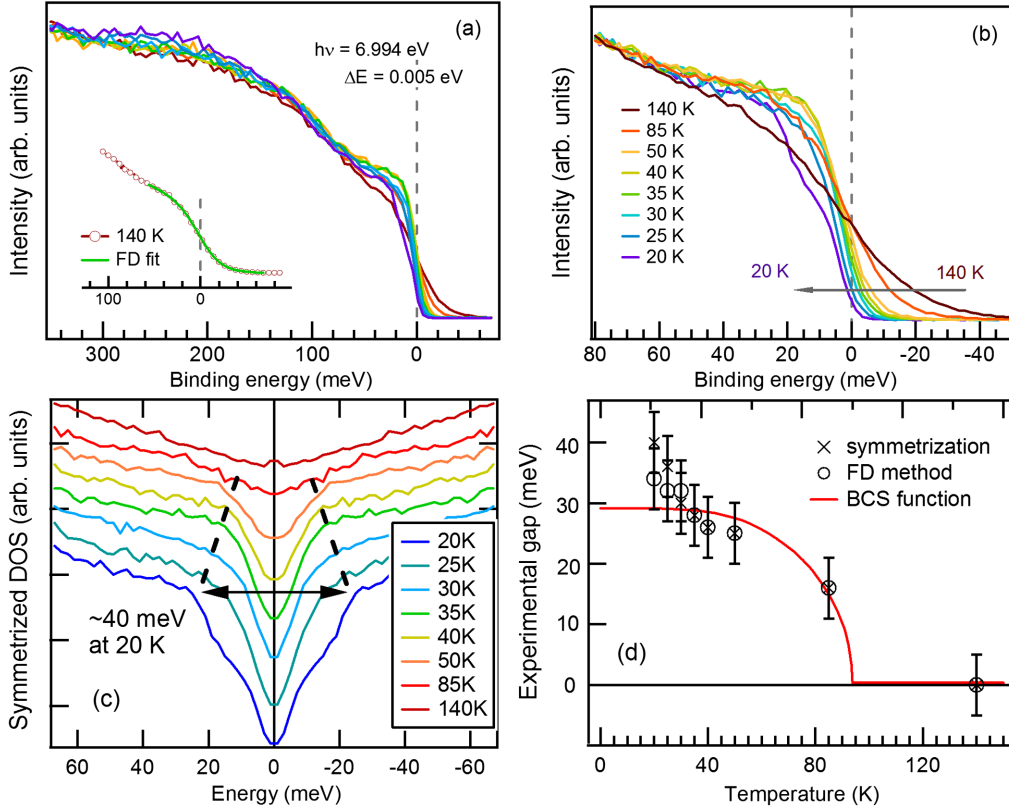 (a)
hν = 6.994 eV
ΔE = 0.005 eV
140 K
FD fit
100 0
Intensity (arb. units)
300 200 100 0
Binding energy (meV)
(b)
140 K
85 K
50 K
40 K
35 K
30 K
25 K
20 K
20 K 140 K
Intensity (arb. units)
80 60 40 20 0 -20 -40
Binding energy (meV)
Symmetrized DOS (arb. units)
~40 meV
at 20 K
(c)
20K
25K
30K
35K
40K
50K
85K
140K
60 40 20 0 -20 -40 -60
Energy (meV)
Experimental gap (meV)
40
30
20
10
0
symmetrization
FD method
BCS function
(d)
0 40 80 120
Temperature (K)